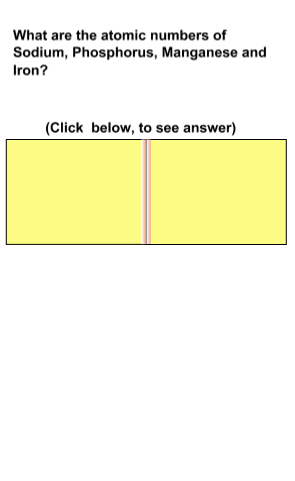 What are the atomic numbers of
Sodium, Phosphorus, Manganese and
Iron?
(Click  below, to see answer)